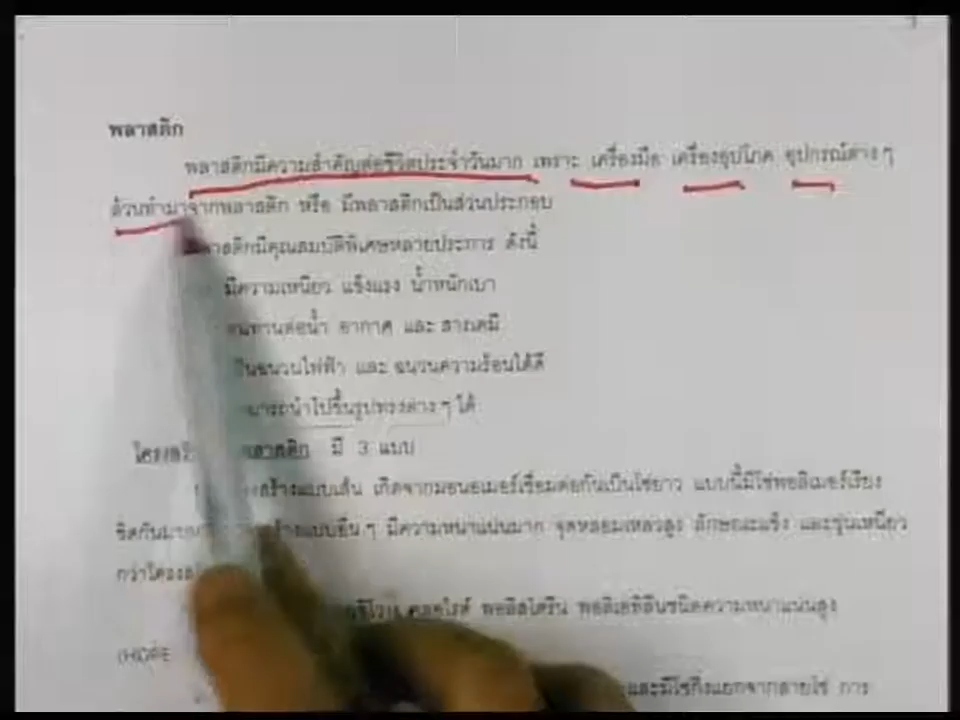 พลาสติก
พลาสติกมีความสำคัญต่อชีวิตประจำวันมาก เพราะ เครื่องมือ เครื่องอุปโภค อุปกรณ์ต่าง ๆ
ล้วนทำมาจากพลาสติก หรือ มีพลาสติกเป็นส่วนประกอบ
พลาสติกมีคุณสมบัติพิเศษหลายประการ ดังนี้
มีความเหนียว แข็งแรง น้ำหนักเบา
ทนทานต่อน้ำ อากาศ และ สารเคมี
เป็นฉนวนไฟฟ้า และ ฉนวนความร้อนได้ดี
นำไปขึ้นรูปทรงต่าง ๆ ได้
พลาสติก มี 3 แบบ
สร้างแบบเส้น เกิดจากมอนอเมอร์เชื่อมต่อกันเป็นโซ่ยาว แบบนี้มีโซ่พอลิเมอร์เรียง
ชิดกันมาก แบบอื่น ๆ มีความหนาแน่นมาก จุดหลอมเหลวสูง ลักษณะแข็ง และขุ่นเหนียว
กว่า
คลอไรด์ พอลิสไตรีน พอลิเอทิลีนชนิดความหนาแน่นสูง
(HDPE
และมีโซ่กิ่งแยกจากสายโซ่ การ